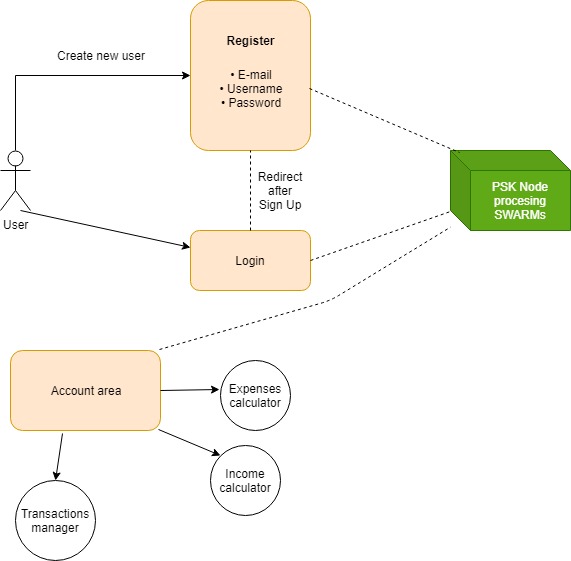 Register
Create new user
• E-mail
• Username
• Password
Redirect
after
Sign Up
PSK Node
procesing
SWARMs
User
Login
Account area
Expenses
calculator
Income
calculator
Transactions
manager